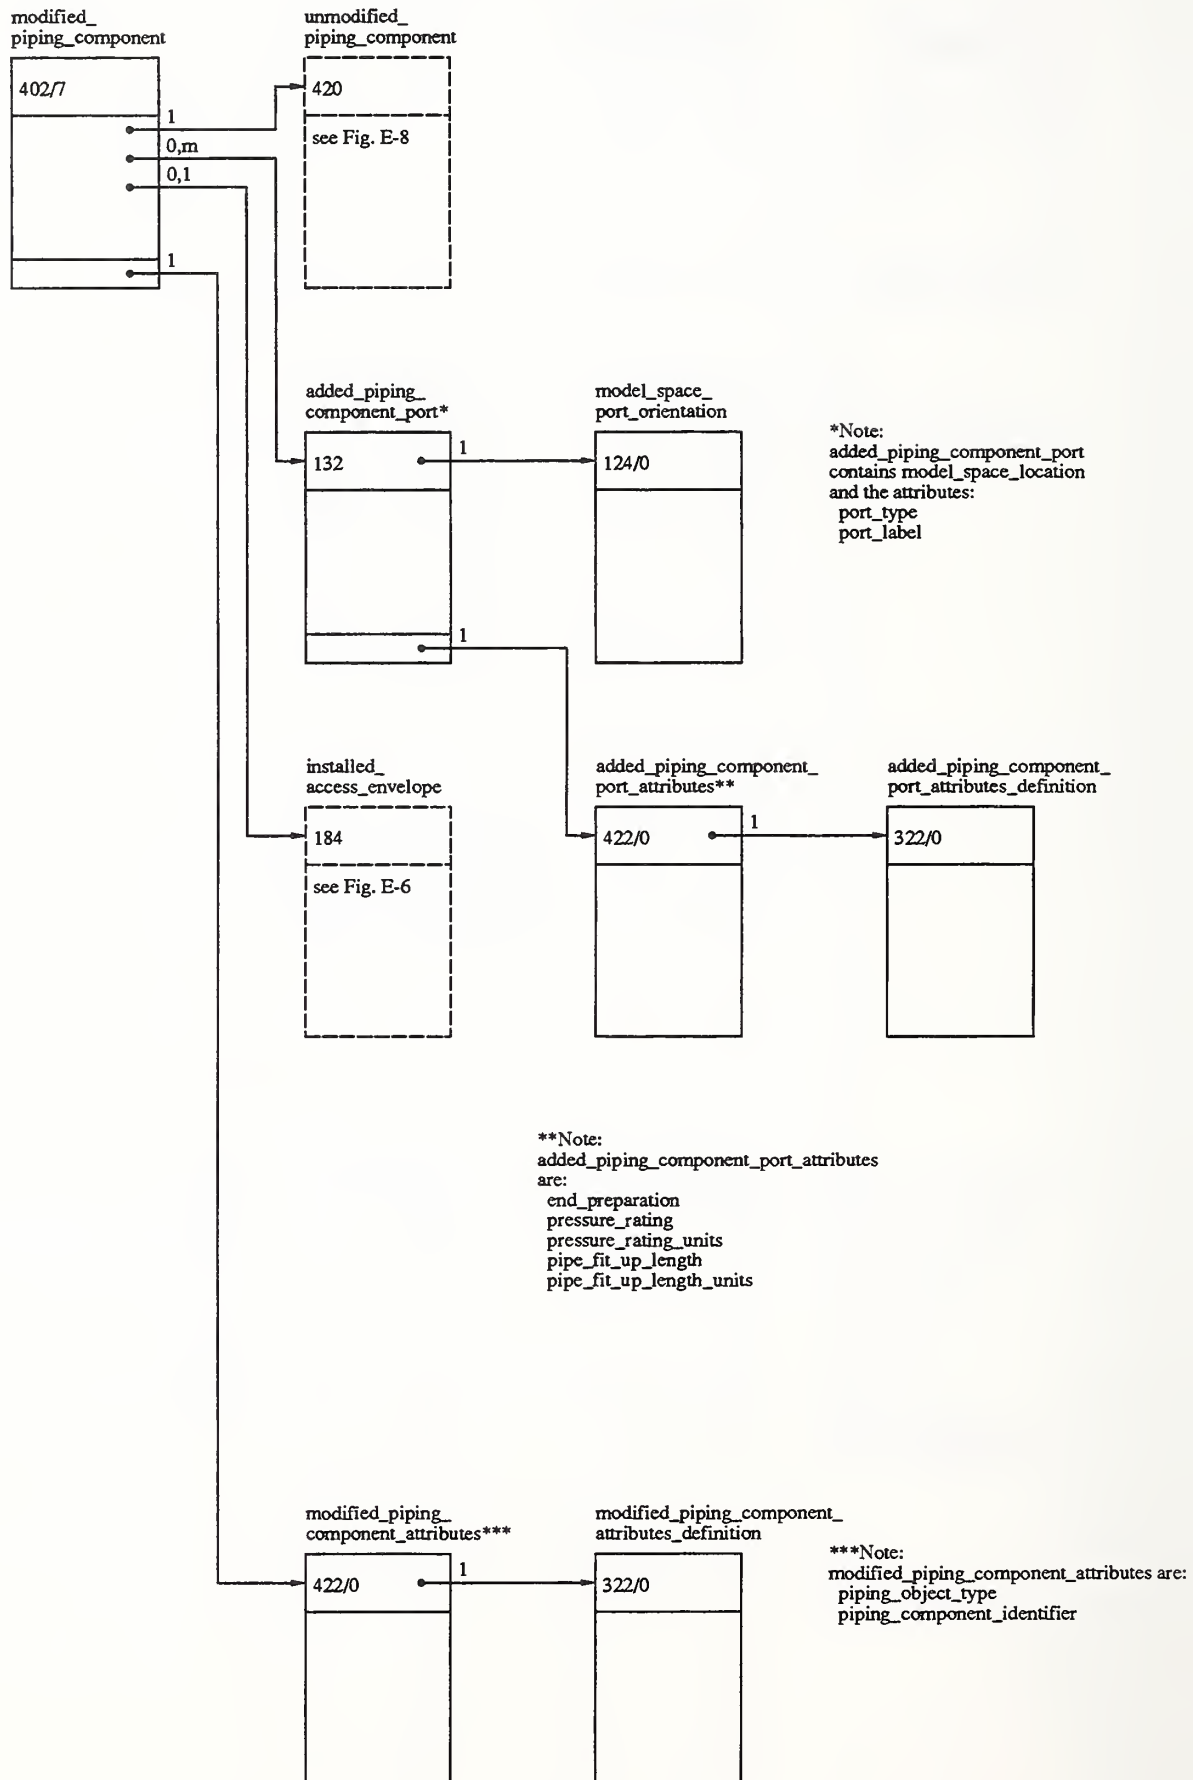 modified_
piping_component
402/7
1
0,m
0,1
1
unmodified_
piping_component
420
see Fig. E-8
added_piping_
component_port*
132
1
1
model_space_
port_orientation
124/0
*Note:
added_piping_component_port
contains model_space_location
and the attributes:
port_type
port_label
installed_
access_envelope
184
see Fig. E-6
added_piping_component_
port_attributes**
422/0
1
added_piping_component_
port_attributes_definition
322/0
**Note:
added_piping_component_port_attributes
are:
end_preparation
pressure_rating
pressure_rating_units
pipe_fit_up_length
pipe_fit_up_length_units
modified_piping_
component_attributes***
422/0
1
modified_piping_component_
attributes_definition
322/0
***Note:
modified_piping_component_attributes are:
piping_object_type
piping_component_identifier